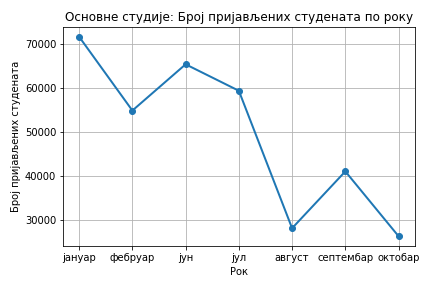 Основне студије: Број пријављених студената по року
Број пријављених студената
70000
60000
50000
40000
30000
јануар фебруар јун јул август септембар октобар
Рок